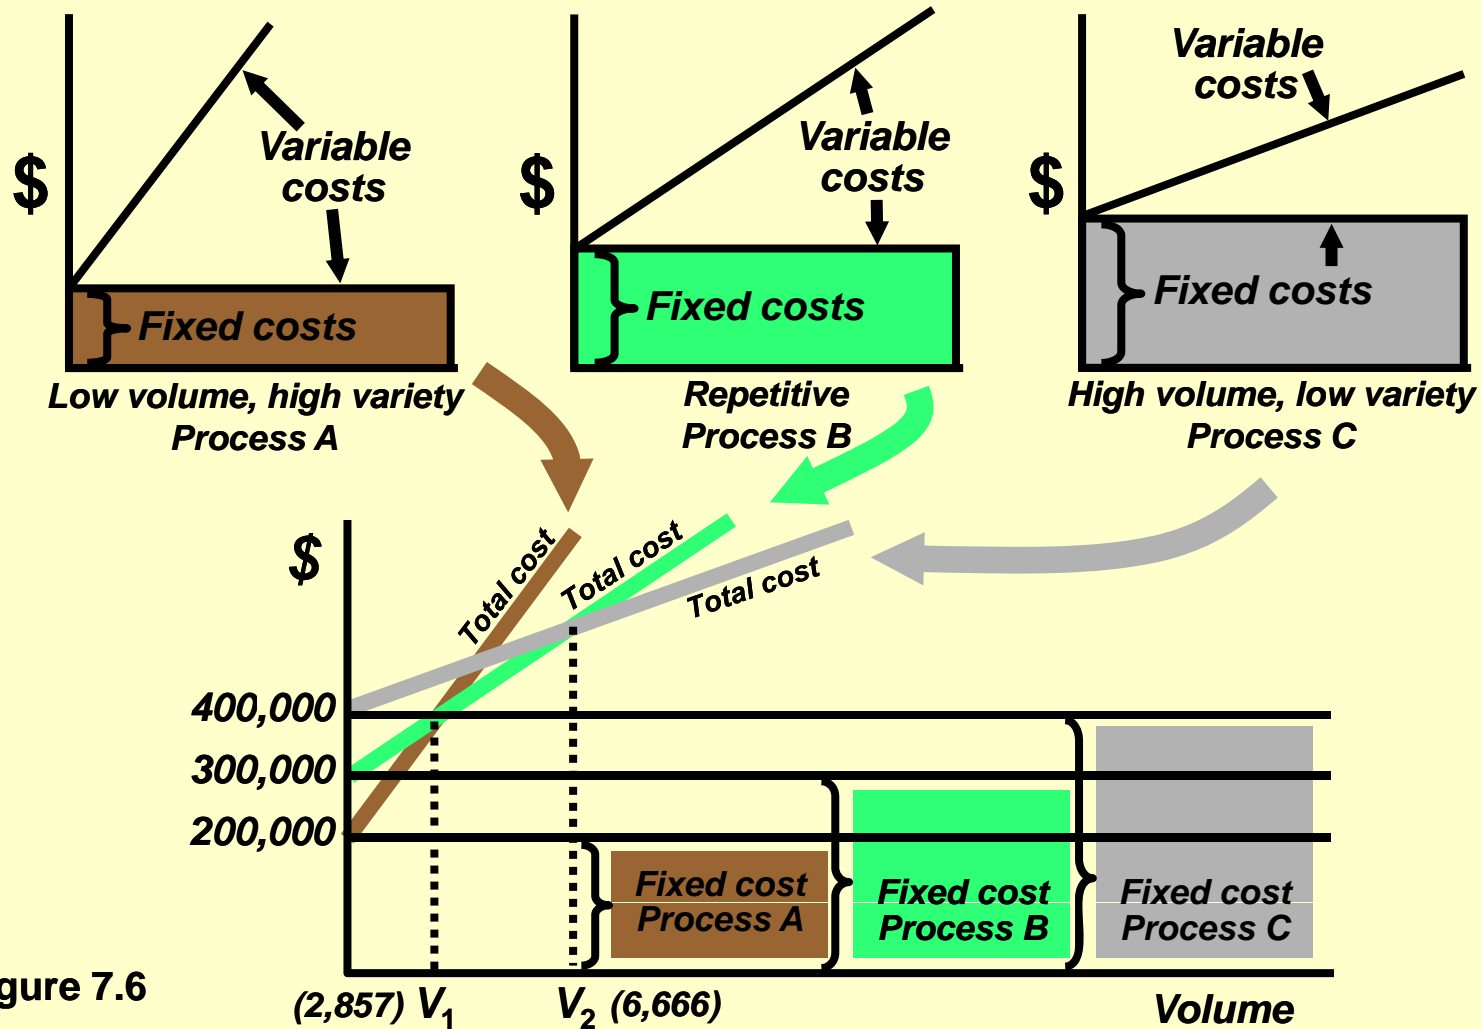 $
Variable
costs
Fixed costs
Low volume, high variety
Process A
$
Variable
costs
Fixed costs
Repetitive
Process B
$
Variable
costs
Fixed costs
High volume, low variety
Process C
$
Total cost
Total cost
Total cost
400,000
300,000
200,000
Fixed cost
Process A
Fixed cost
Process B
Fixed cost
Process C
gure 7.6
(2,857) V₁
V₂ (6,666)
Volume